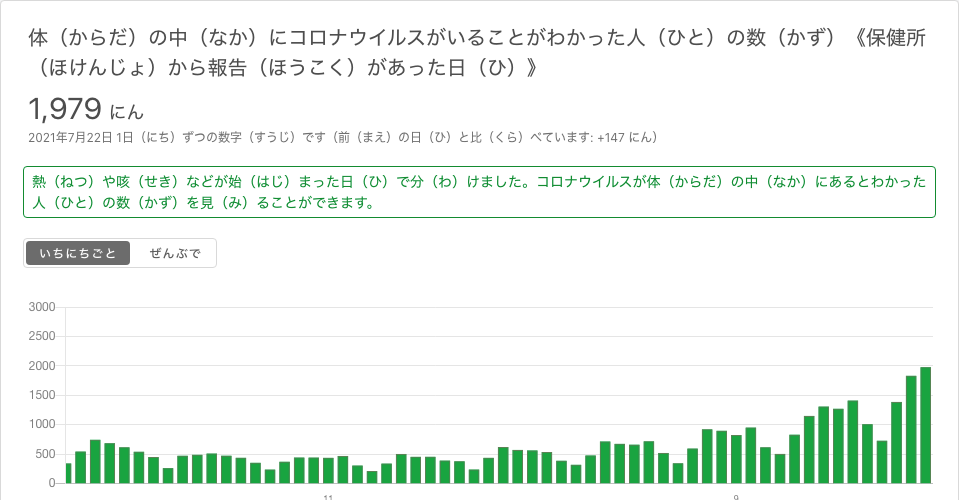 体（からだ）の中（なか）にコロナウイルスがいることがわかった人（ひと）の数（かず）《保健所
（ほけんじょ）から報告（ほうこく）があった日（ひ）》
1,979 にん
2021年7月22日 1日（にち）ずつの数字（すうじ）です（前（まえ）の日（ひ）と比（くら）べています: +147 にん）
熱（ねつ）や咳（せき）などが始（はじ）まった日（ひ）で分（わ）けました。コロナウイルスが体（からだ）の中（なか）にあるとわかった
人（ひと）の数（かず）を見（み）ることができます。
いちにちごと ぜんぶで
3000
2500
2000
1500
1000
500
0
11 9